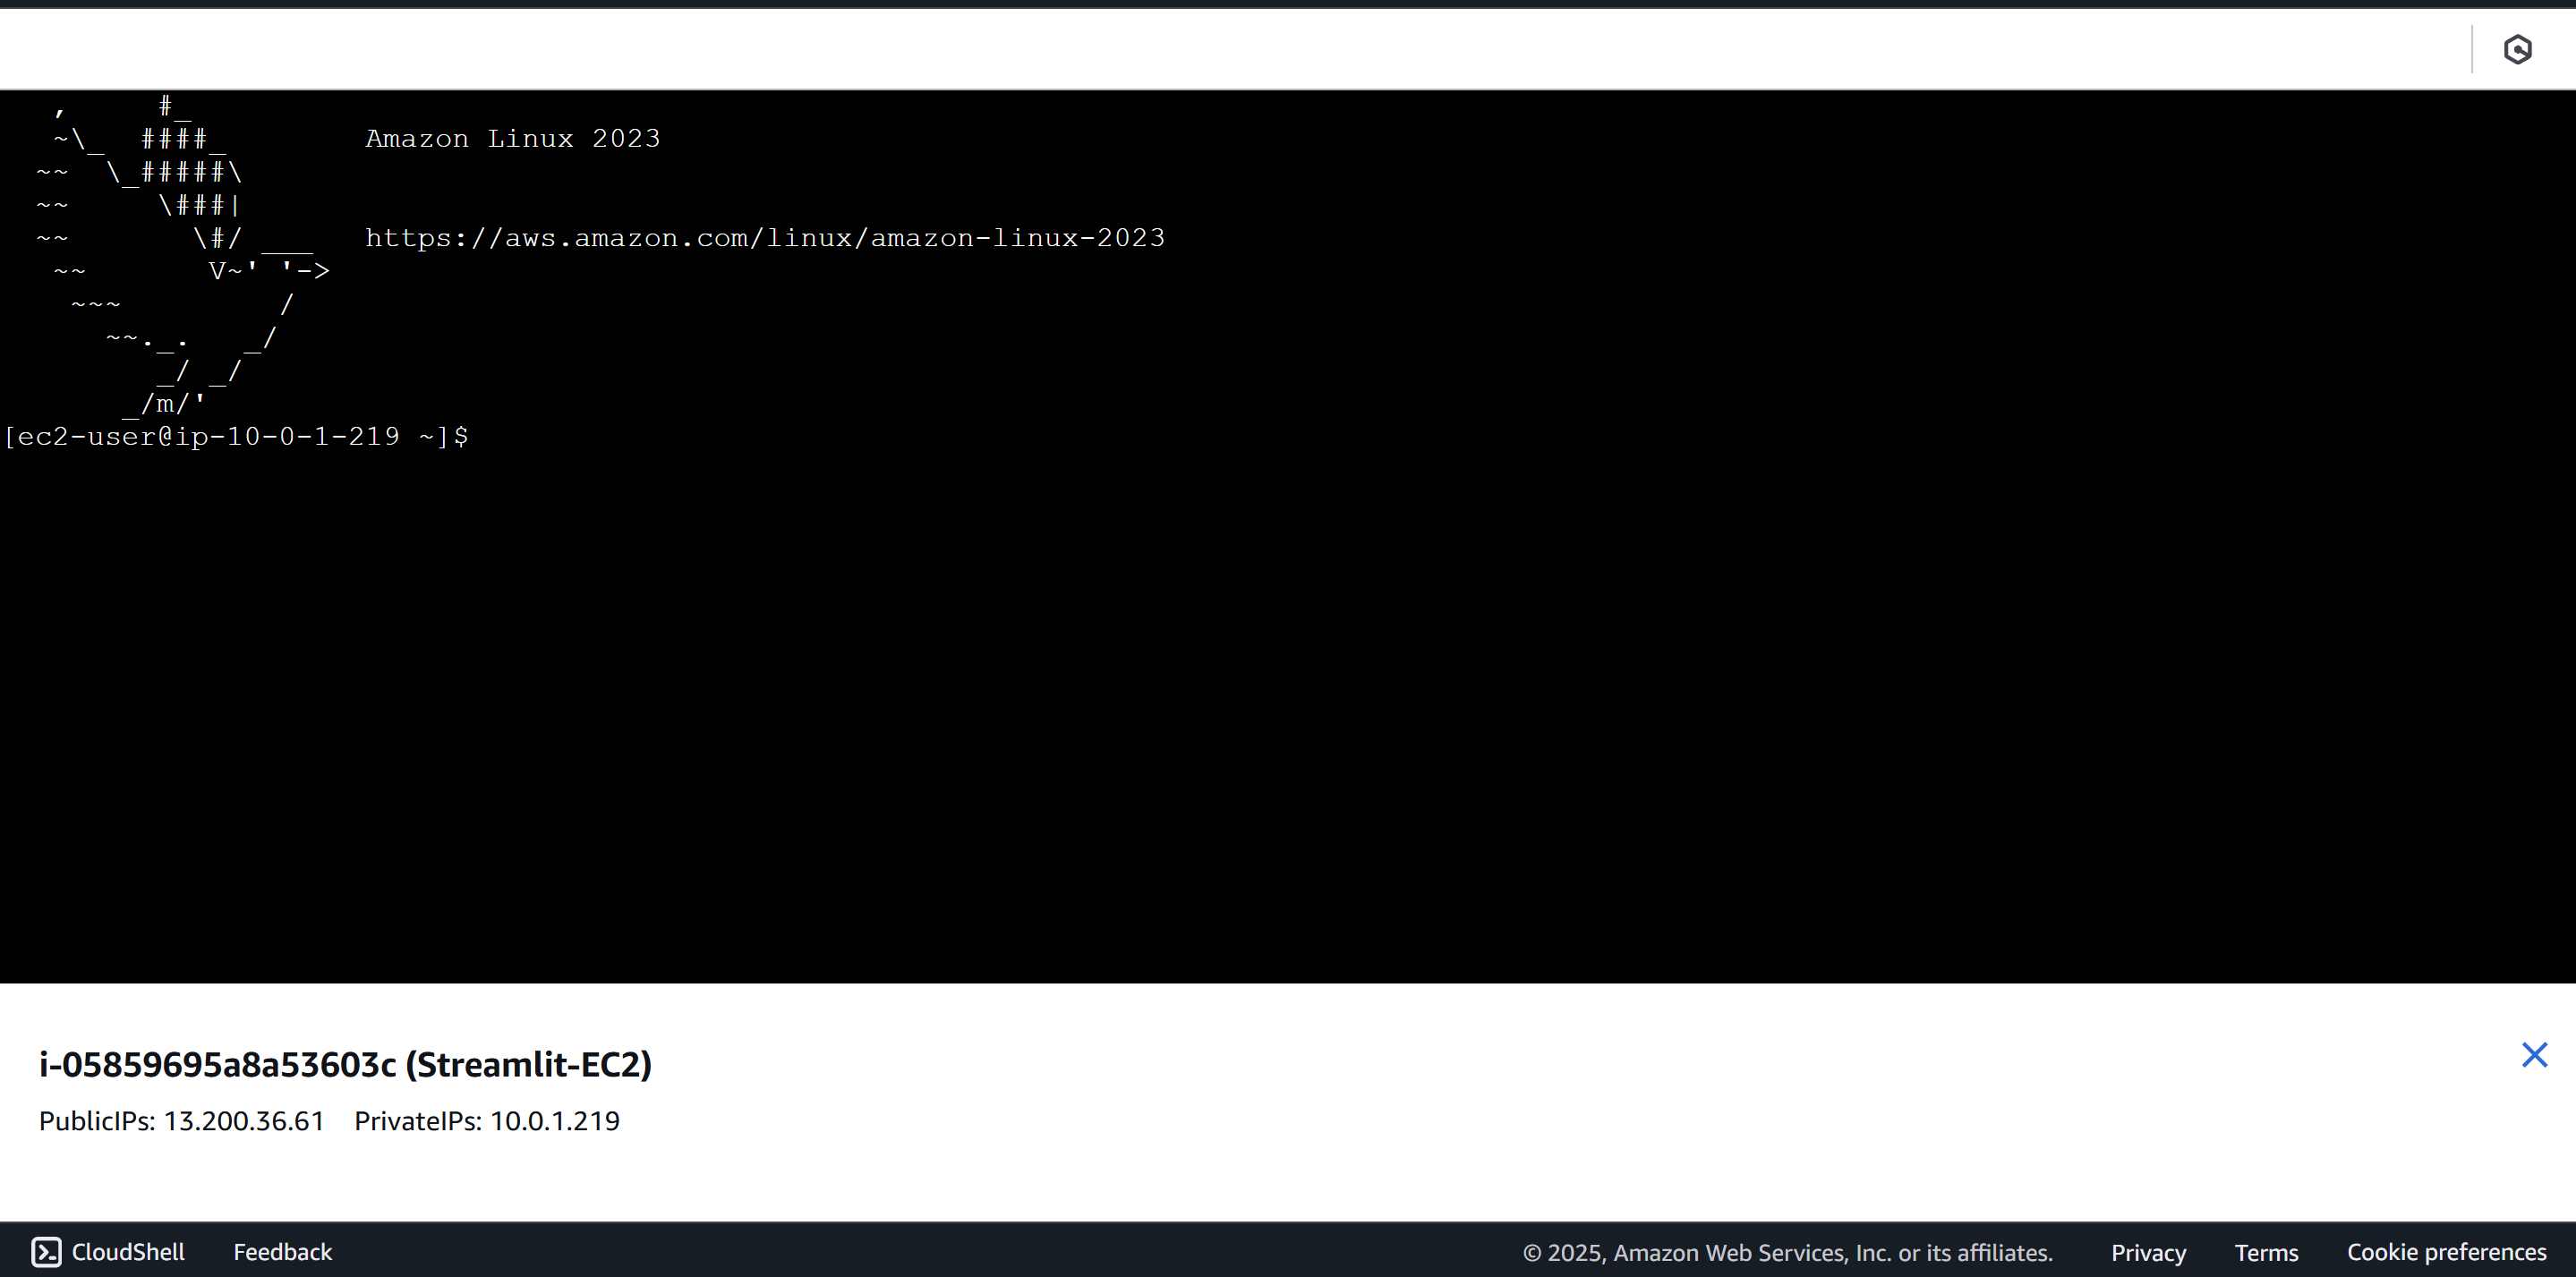 ,     #_
   ~\_  ####_        Amazon Linux 2023
  ~~  \_#####\
  ~~     \###|
  ~~       \#/ ___   https://aws.amazon.com/linux/amazon-linux-2023
   ~~       V~' '->
    ~~~         /
      ~~._.   _/
         _/ _/
       _/m/'
[ec2-user@ip-10-0-1-219 ~]$
i-05859695a8a53603c (Streamlit-EC2)
PublicIPs: 13.200.36.61 PrivateIPs: 10.0.1.219
CloudShell Feedback © 2025, Amazon Web Services, Inc. or its affiliates. Privacy Terms Cookie preferences